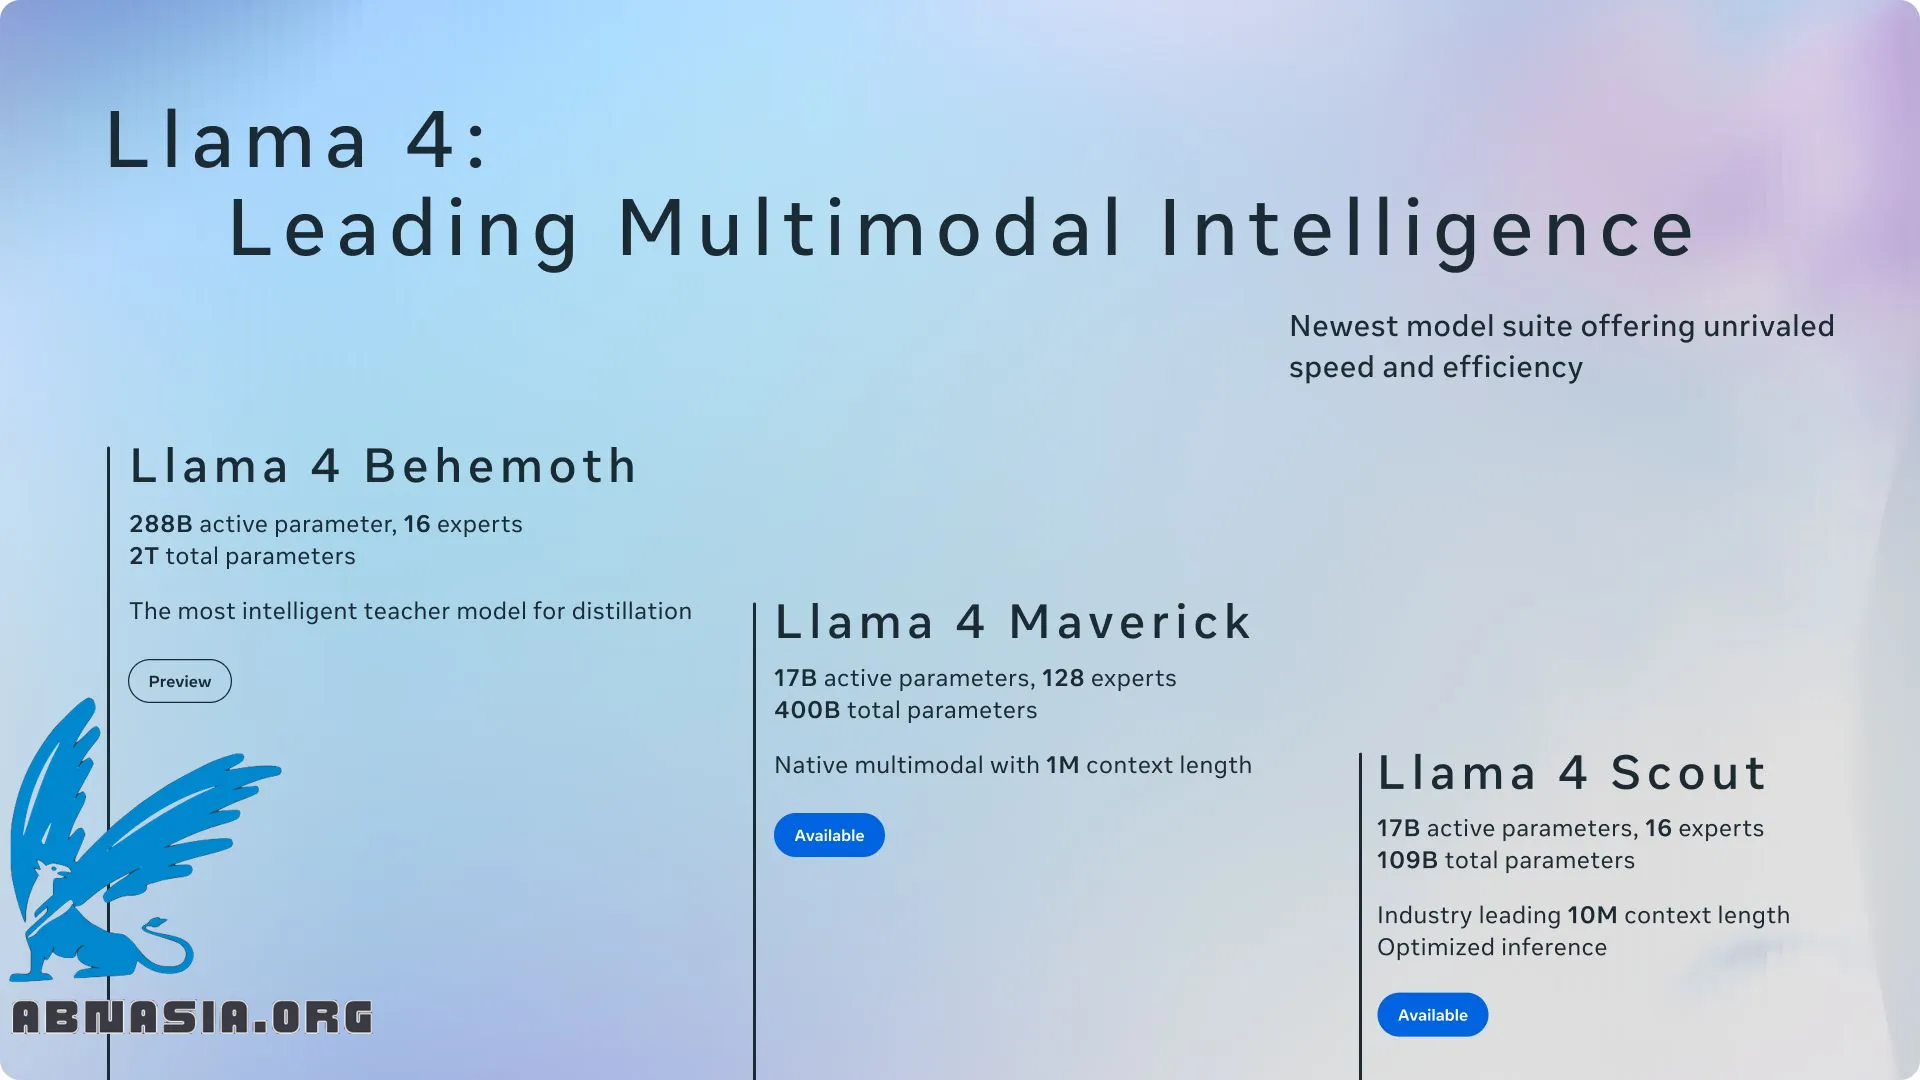 Llama 4:
Leading Multimodal Intelligence
Newest model suite offering unrivaled
speed and efficiency
Llama 4 Behemoth
288B active parameter, 16 experts
2T total parameters
The most intelligent teacher model for distillation
Preview
Llama 4 Maverick
17B active parameters, 128 experts
400B total parameters
Native multimodal with 1M context length
Available
Llama 4 Scout
17B active parameters, 16 experts
109B total parameters
Industry leading 10M context length
Optimized inference
Available
ABNASIA.ORG